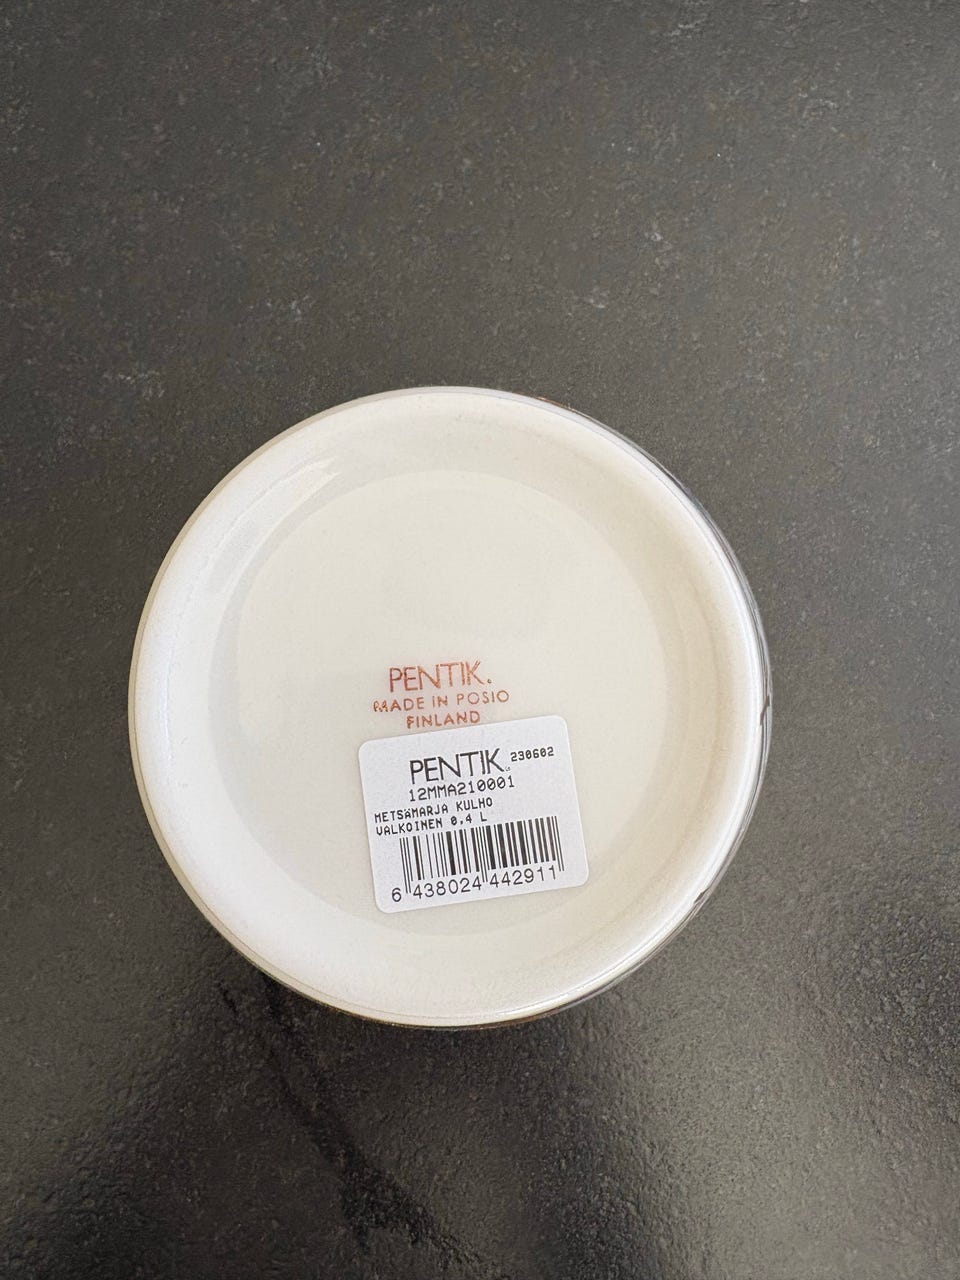 PENTIK.
MADE IN POSIO
FINLAND
PENTIK. 230602
12MMA210001
METSÄMARJA KULHO
VALKOINEN 0,4 L
6 438024 442911